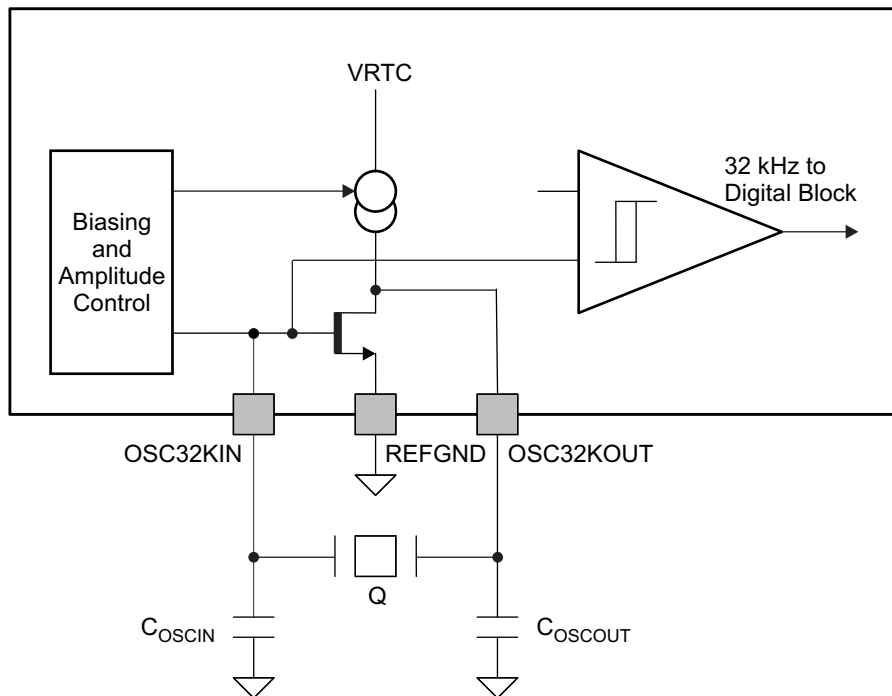 VRTC
32 kHz to
Digital Block
Biasing
and
Amplitude
Control
OSC32KIN
REFGND
OSC32KOUT
Q
COSCIN
COSCOUT